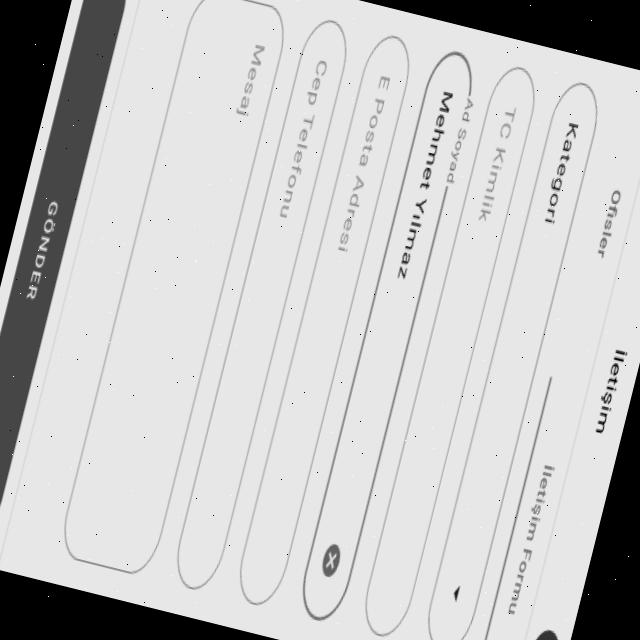 İletişim
Ofisler
İletişim Formu
Kategori
TC Kimlik
Ad Soyad
Mehmet Yılmaz
E Posta Adresi
Cep Telefonu
Mesaj
GÖNDER